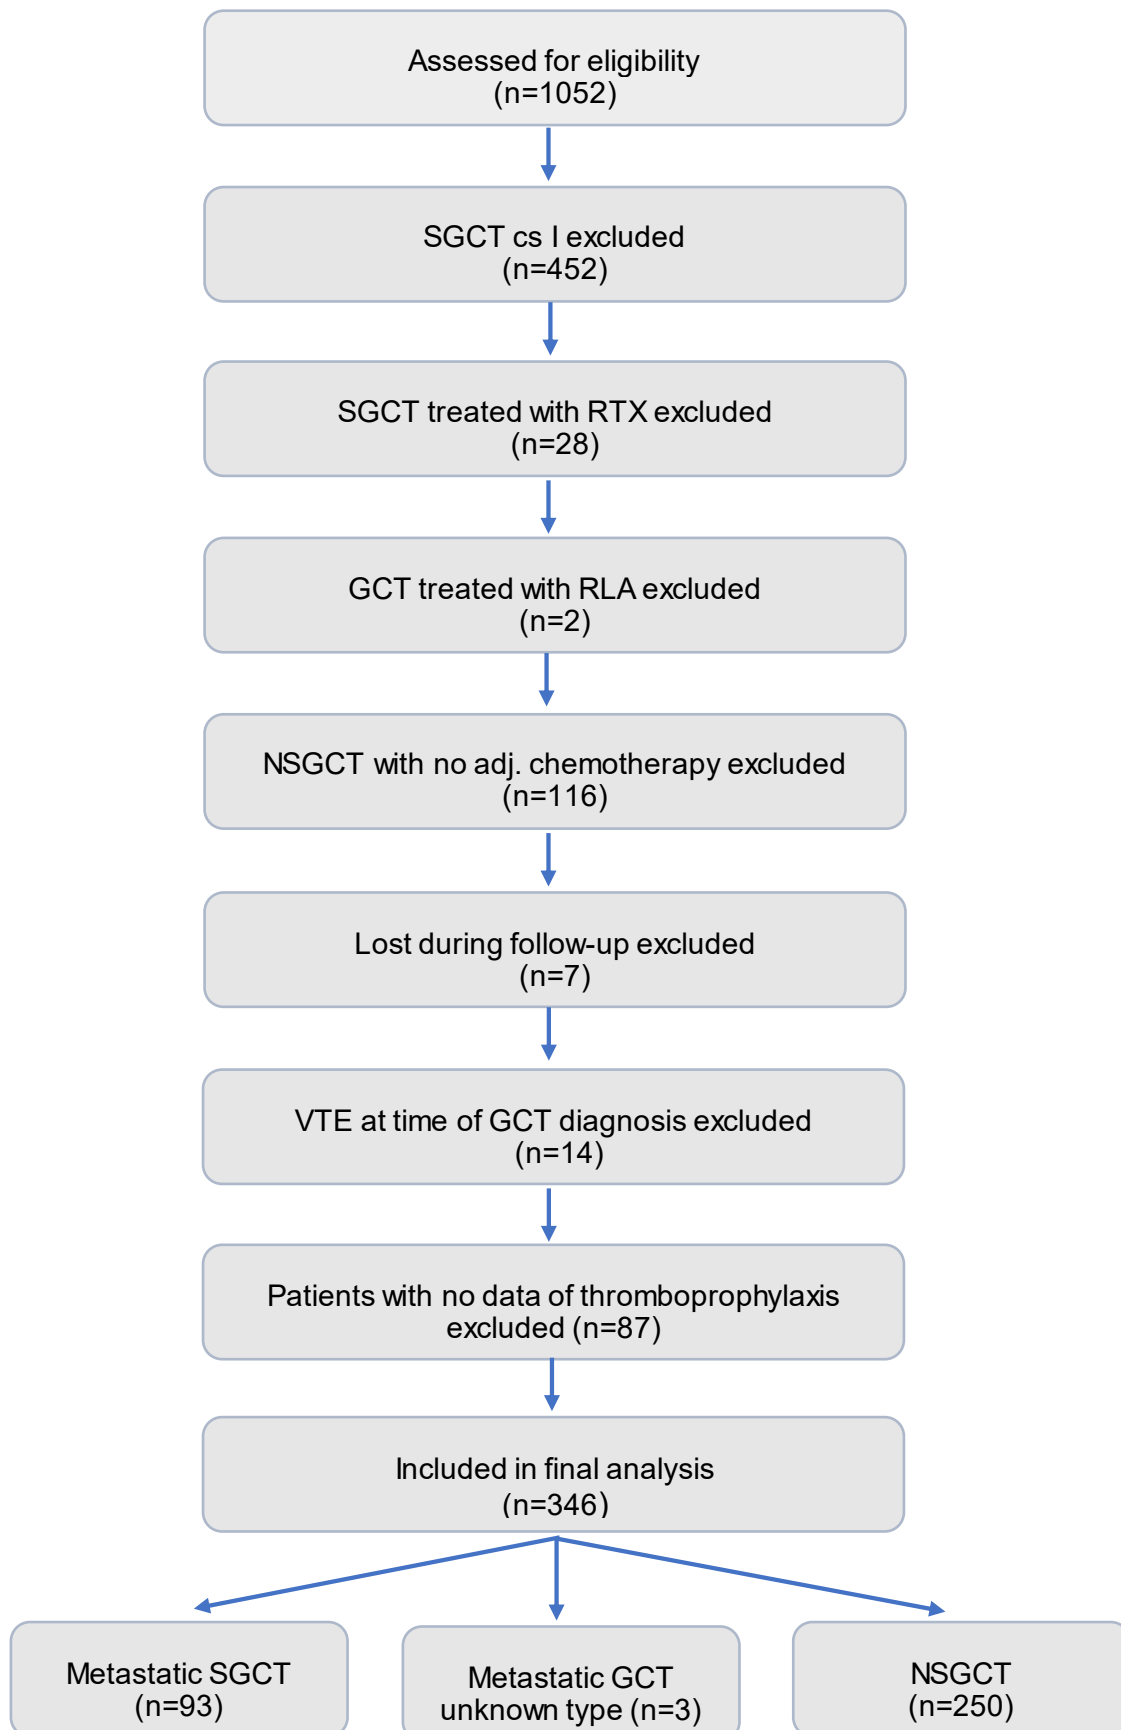 Assessed for eligibility
(n=1052)
SGCT cs I excluded
(n=452)
SGCT treated with RTX excluded
(n=28)
GCT treated with RLA excluded
(n=2)
NSGCT with no adj. chemotherapy excluded
(n=116)
Lost during follow-up excluded
(n=7)
VTE at time of GCT diagnosis excluded
(n=14)
Patients with no data of thromboprophylaxis
excluded (n=87)
Included in final analysis
(n=346)
Metastatic SGCT
(n=93)
Metastatic GCT
unknown type (n=3)
NSGCT
(n=250)